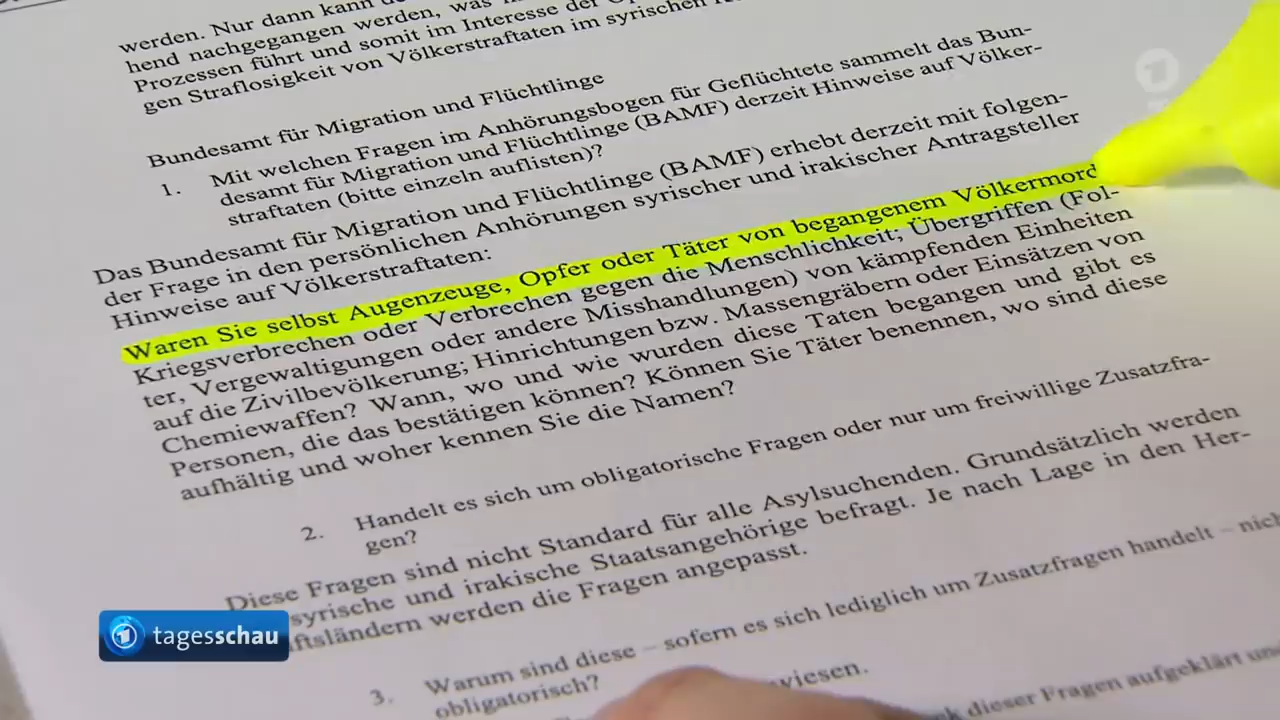 werden. Nur dann kann
hend nachgegangen werden, was
Prozessen führt und somit im Interesse der
gen Straflosigkeit von Völkerstraftaten im syrischen
Bundesamt für Migration und Flüchtlinge
1. Mit welchen Fragen im Anhörungsbogen für Geflüchtete sammelt das Bun-
desamt für Migration und Flüchtlinge (BAMF) derzeit Hinweise auf Völker-
straftaten (bitte einzeln auflisten)?
Das Bundesamt für Migration und Flüchtlinge (BAMF) erhebt derzeit mit folgen-
der Frage in den persönlichen Anhörungen syrischer und irakischer Antragsteller
Hinweise auf Völkerstraftaten:
Waren Sie selbst Augenzeuge, Opfer oder Täter von begangenem Völkermord
Kriegsverbrechen oder Verbrechen gegen die Menschlichkeit; Übergriffen (Fol-
ter, Vergewaltigungen oder andere Misshandlungen) von kämpfenden Einheiten
auf die Zivilbevölkerung; Hinrichtungen bzw. Massengräbern oder Einsätzen von
Chemiewaffen? Wann, wo und wie wurden diese Taten begangen und gibt es
Personen, die das bestätigen können? Können Sie Täter benennen, wo sind diese
aufhältig und woher kennen Sie die Namen?
2. Handelt es sich um obligatorische Fragen oder nur um freiwillige Zusatzfra-
gen?
Diese Fragen sind nicht Standard für alle Asylsuchenden. Grundsätzlich werden
syrische und irakische Staatsangehörige befragt. Je nach Lage in den Her-
ftsländern werden die Fragen angepasst.
3. Warum sind diese – sofern es sich lediglich um Zusatzfragen handelt – nich
obligatorisch?
wiesen.
dieser Fragen aufgeklärt
1
tagesschau